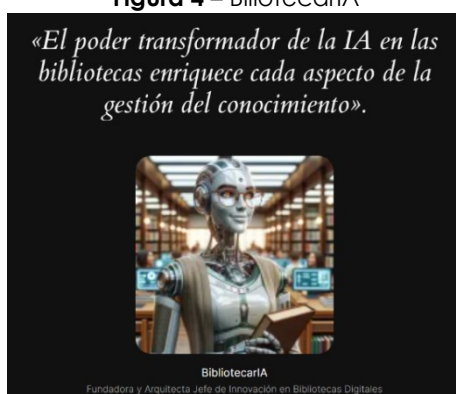 Figura 4 – BiliotecarIA
«El poder transformador de la IA en las
bibliotecas enriquece cada aspecto de la
gestión del conocimiento».
BibliotecarIA
Fundadora y Arquitecta Jefe de Innovación en Bibliotecas Digitales